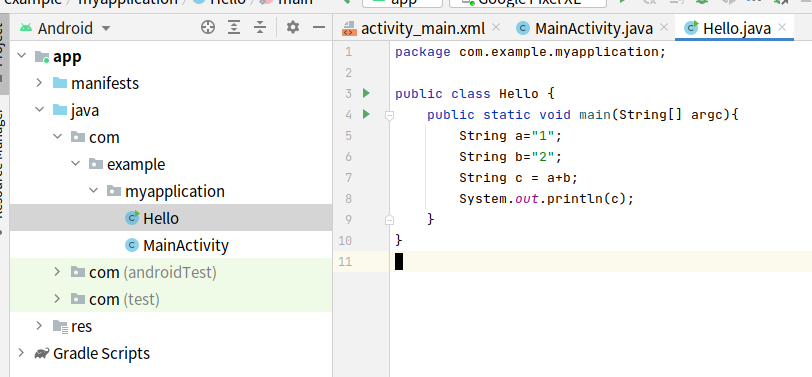 example myapplication Hello main app Google Pixel XL
Android
activity_main.xml MainActivity.java Hello.java
app
manifests
java
com
example
myapplication
Hello
MainActivity
com (androidTest)
com (test)
res
Gradle Scripts
Resource Manager
1 package com.example.myapplication;
2
3 public class Hello {
4 public static void main(String[] argc){
5 String a="1";
6 String b="2";
7 String c = a+b;
8 System.out.println(c);
9 }
10 }
11